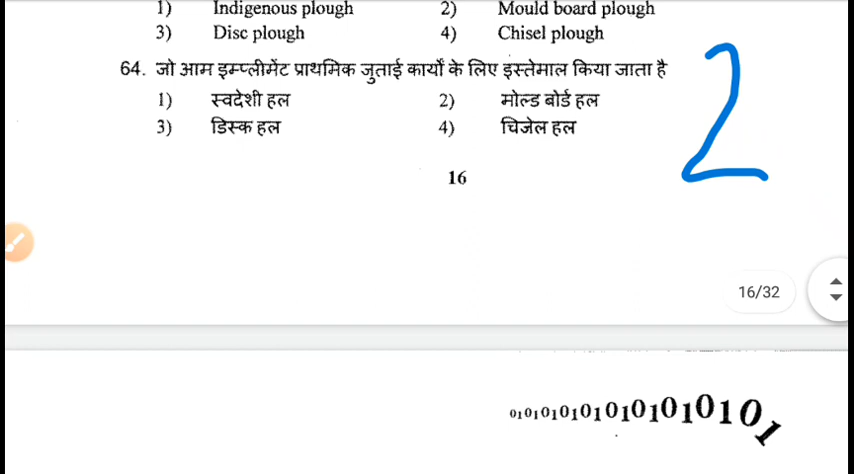 1) Indigenous plough 2) Mould board plough
3) Disc plough 4) Chisel plough
64. जो आम इम्प्लीमेंट प्राथमिक जुताई कार्यों के लिए इस्तेमाल किया जाता है
1) स्वदेशी हल 2) मोल्ड बोर्ड हल
3) डिस्क हल 4) चिजेल हल
2
16
16/32
01010101010101010101